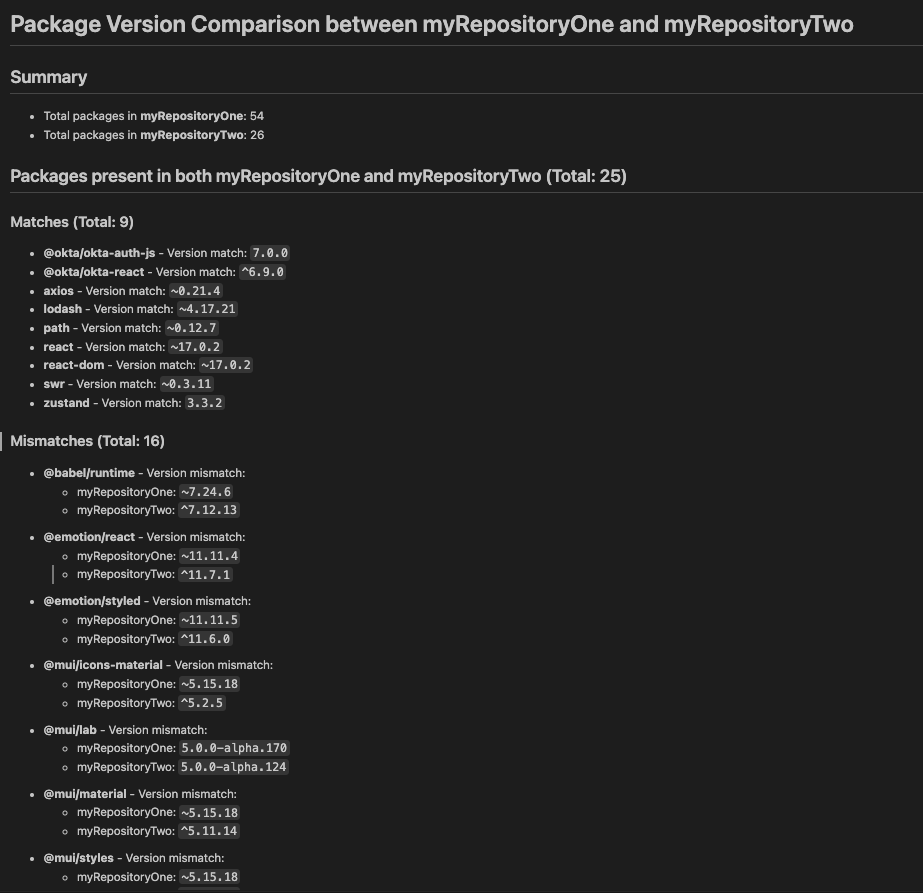 Package Version Comparison between myRepositoryOne and myRepositoryTwo
Summary
• Total packages in myRepositoryOne: 54
• Total packages in myRepositoryTwo: 26
Packages present in both myRepositoryOne and myRepositoryTwo (Total: 25)
Matches (Total: 9)
• @okta/okta-auth-js - Version match: 7.0.0
• @okta/okta-react - Version match: ^6.9.0
• axios - Version match: ~0.21.4
• lodash - Version match: ~4.17.21
• path - Version match: ~0.12.7
• react - Version match: ~17.0.2
• react-dom - Version match: ~17.0.2
• swr - Version match: ~0.3.11
• zustand - Version match: 3.3.2
Mismatches (Total: 16)
• @babel/runtime - Version mismatch:
◦ myRepositoryOne: ~7.24.6
◦ myRepositoryTwo: ^7.12.13
• @emotion/react - Version mismatch:
◦ myRepositoryOne: ~11.11.4
◦ myRepositoryTwo: ^11.7.1
• @emotion/styled - Version mismatch:
◦ myRepositoryOne: ~11.11.5
◦ myRepositoryTwo: ^11.6.0
• @mui/icons-material - Version mismatch:
◦ myRepositoryOne: ~5.15.18
◦ myRepositoryTwo: ^5.2.5
• @mui/lab - Version mismatch:
◦ myRepositoryOne: 5.0.0-alpha.170
◦ myRepositoryTwo: 5.0.0-alpha.124
• @mui/material - Version mismatch:
◦ myRepositoryOne: ~5.15.18
◦ myRepositoryTwo: ^5.11.14
• @mui/styles - Version mismatch:
◦ myRepositoryOne: ~5.15.18